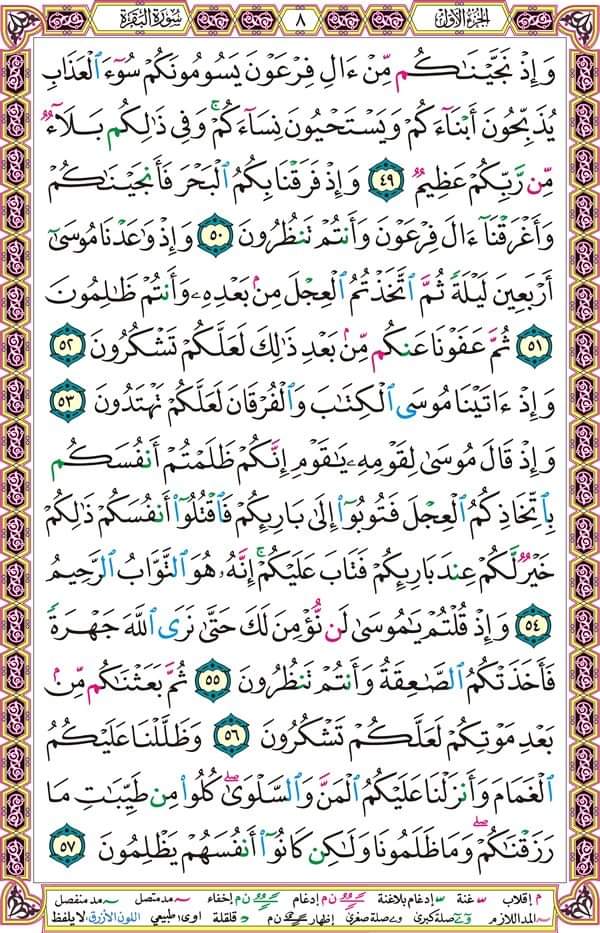 الجزء الأول ٨ سورة البقرة
وَإِذْ نَجَّيْنَٰكُم مِّنْ ءَالِ فِرْعَوْنَ يَسُومُونَكُمْ سُوٓءَ ٱلْعَذَابِ
يُذَبِّحُونَ أَبْنَآءَكُمْ وَيَسْتَحْيُونَ نِسَآءَكُمْ ۚ وَفِى ذَٰلِكُم بَلَآءٌ
مِّن رَّبِّكُمْ عَظِيمٌ ٤٩ وَإِذْ فَرَقْنَا بِكُمُ ٱلْبَحْرَ فَأَنجَيْنَٰكُمْ
وَأَغْرَقْنَآ ءَالَ فِرْعَوْنَ وَأَنتُمْ تَنظُرُونَ ٥٠ وَإِذْ وَٰعَدْنَا مُوسَىٰٓ
أَرْبَعِينَ لَيْلَةً ثُمَّ ٱتَّخَذْتُمُ ٱلْعِجْلَ مِنۢ بَعْدِهِۦ وَأَنتُمْ ظَٰلِمُونَ
٥١ ثُمَّ عَفَوْنَا عَنكُم مِّنۢ بَعْدِ ذَٰلِكَ لَعَلَّكُمْ تَشْكُرُونَ ٥٢
وَإِذْ ءَاتَيْنَا مُوسَى ٱلْكِتَٰبَ وَٱلْفُرْقَانَ لَعَلَّكُمْ تَهْتَدُونَ ٥٣
وَإِذْ قَالَ مُوسَىٰ لِقَوْمِهِۦ يَٰقَوْمِ إِنَّكُمْ ظَلَمْتُمْ أَنفُسَكُم
بِٱتِّخَاذِكُمُ ٱلْعِجْلَ فَتُوبُوٓا۟ إِلَىٰ بَارِئِكُمْ فَٱقْتُلُوٓا۟ أَنفُسَكُمْ ذَٰلِكُمْ
خَيْرٌ لَّكُمْ عِندَ بَارِئِكُمْ فَتَابَ عَلَيْكُمْ ۚ إِنَّهُۥ هُوَ ٱلتَّوَّابُ ٱلرَّحِيمُ
٥٤ وَإِذْ قُلْتُمْ يَٰمُوسَىٰ لَن نُّؤْمِنَ لَكَ حَتَّىٰ نَرَى ٱللَّهَ جَهْرَةً
فَأَخَذَتْكُمُ ٱلصَّٰعِقَةُ وَأَنتُمْ تَنظُرُونَ ٥٥ ثُمَّ بَعَثْنَٰكُم مِّنۢ
بَعْدِ مَوْتِكُمْ لَعَلَّكُمْ تَشْكُرُونَ ٥٦ وَظَلَّلْنَا عَلَيْكُمُ
ٱلْغَمَامَ وَأَنزَلْنَا عَلَيْكُمُ ٱلْمَنَّ وَٱلسَّلْوَىٰ ۖ كُلُوا۟ مِن طَيِّبَٰتِ مَا
رَزَقْنَٰكُمْ ۖ وَمَا ظَلَمُونَا وَلَٰكِن كَانُوٓا۟ أَنفُسَهُمْ يَظْلِمُونَ ٥٧
م إقلاب غنة إدغام بلاغنة ن م إدغام ن م إخفاء مد متصل مد منفصل
المد اللازم صلة كبرى صلة صغرى إظهار ن م قلقلة اوى؛ طبيعي اللون الأزرق: لا يلفظ